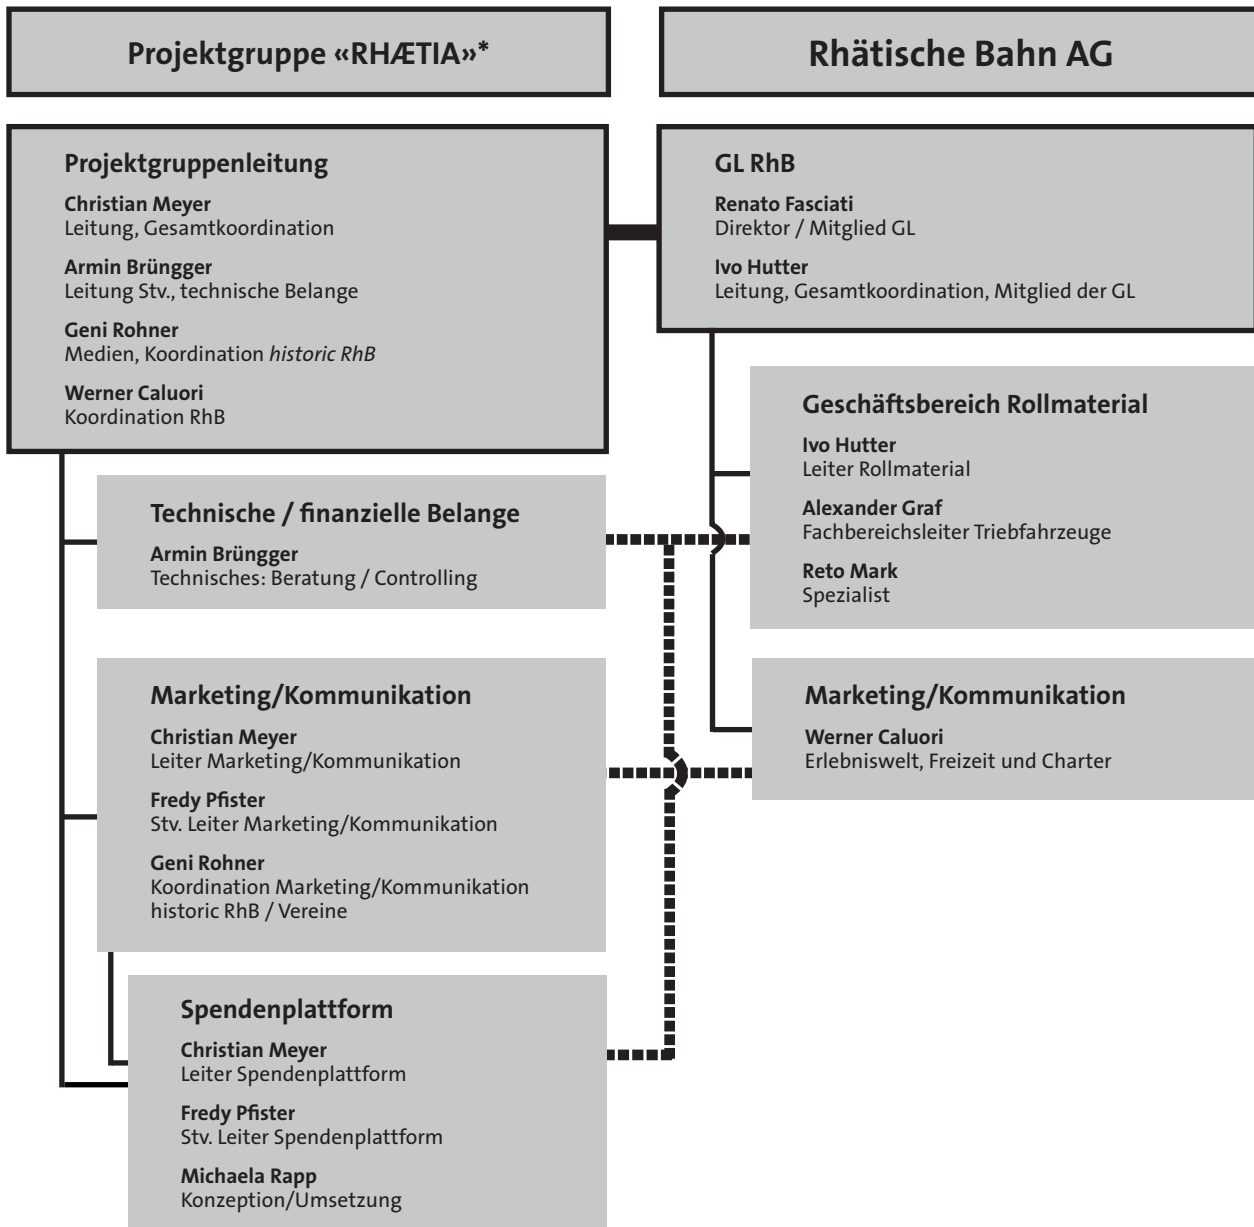 Projektgruppe «RHÆTIA»*
Projektgruppenleitung
Christian Meyer
Leitung, Gesamtkoordination
Armin Brüngger
Leitung Stv., technische Belange
Geni Rohner
Medien, Koordination historic RhB
Werner Caluori
Koordination RhB
Technische / finanzielle Belange
Armin Brüngger
Technisches: Beratung / Controlling
Marketing/Kommunikation
Christian Meyer
Leiter Marketing/Kommunikation
Fredy Pfister
Stv. Leiter Marketing/Kommunikation
Geni Rohner
Koordination Marketing/Kommunikation
historic RhB / Vereine
Spendenplattform
Christian Meyer
Leiter Spendenplattform
Fredy Pfister
Stv. Leiter Spendenplattform
Michaela Rapp
Konzeption/Umsetzung
Rhätische Bahn AG
GL RhB
Renato Fasciati
Direktor / Mitglied GL
Ivo Hutter
Leitung, Gesamtkoordination, Mitglied der GL
Geschäftsbereich Rollmaterial
Ivo Hutter
Leiter Rollmaterial
Alexander Graf
Fachbereichsleiter Triebfahrzeuge
Reto Mark
Spezialist
Marketing/Kommunikation
Werner Caluori
Erlebniswelt, Freizeit und Charter